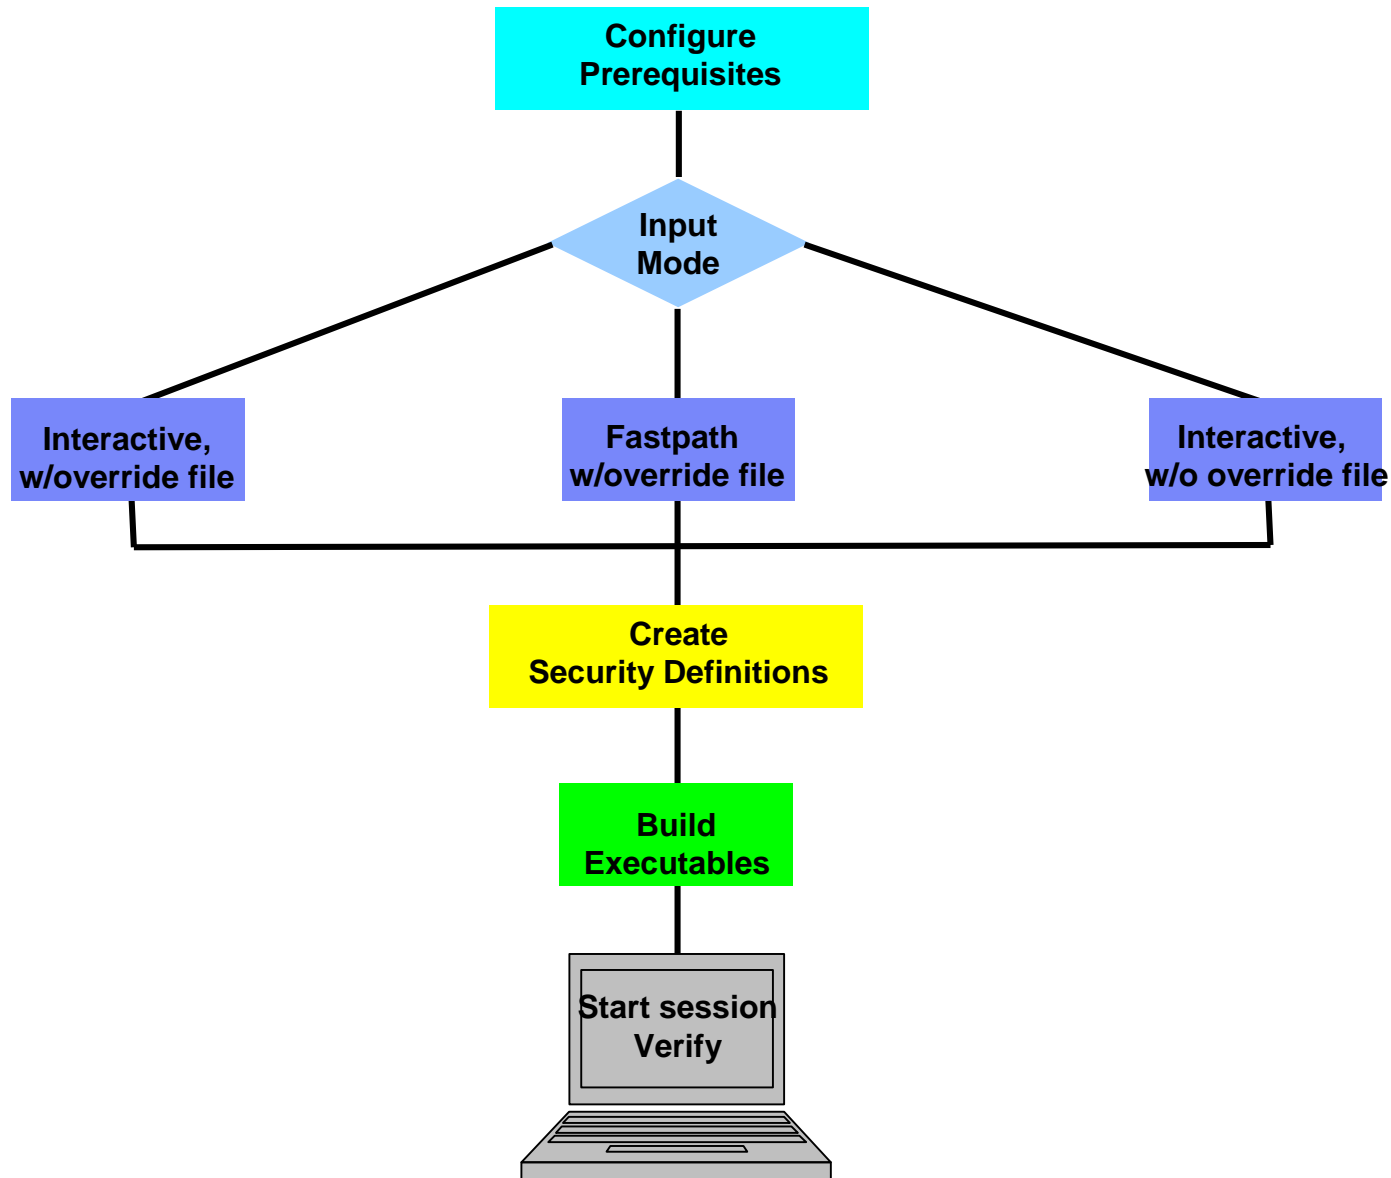 Configure
Prerequisites
Input
Mode
Interactive,
w/override file
Fastpath
w/override file
Interactive,
w/o override file
Create
Security Definitions
Build
Executables
Start session
Verify